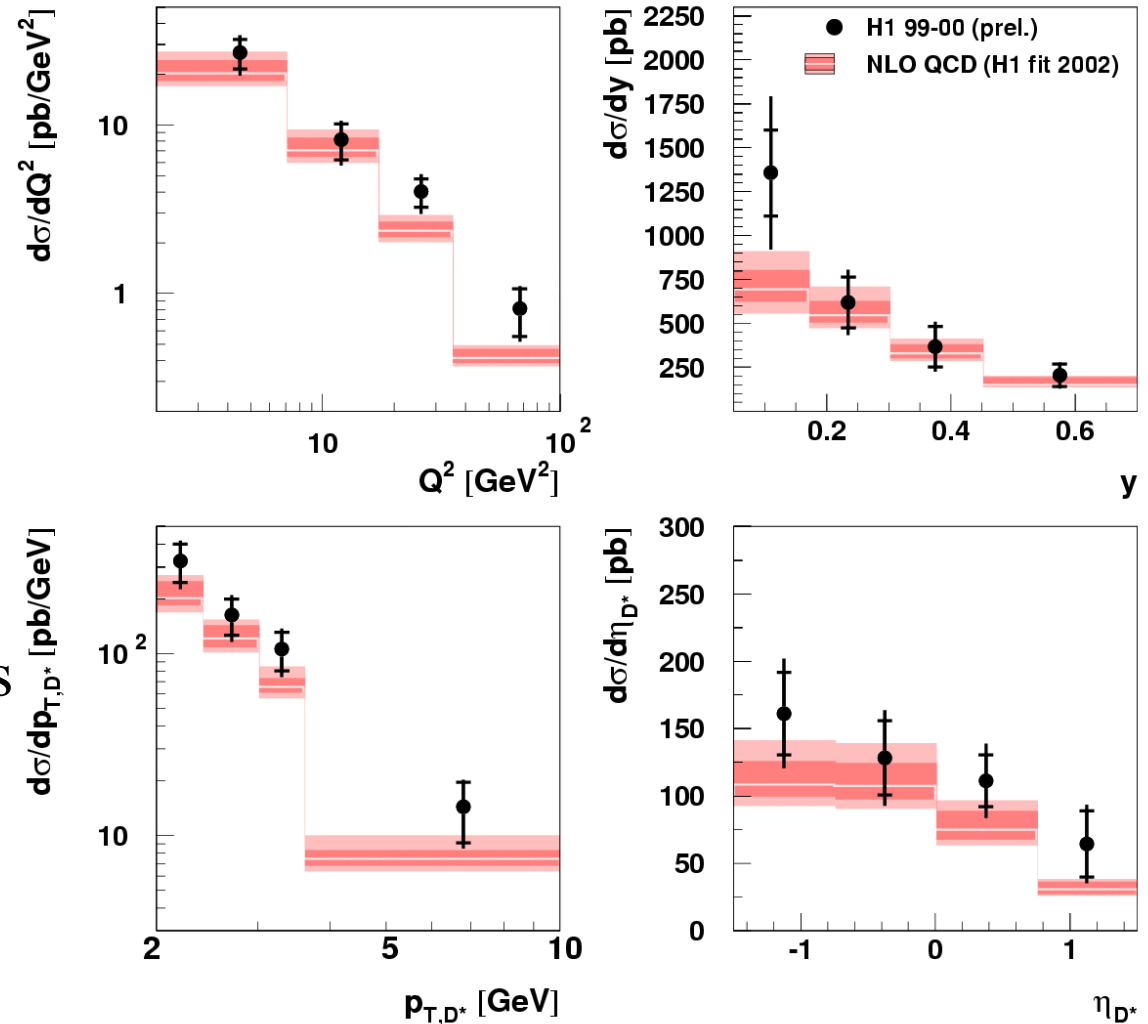 dσ/dQ² [pb/GeV²]
10
1
10
10²
Q² [GeV²]
dσ/dy [pb]
2250
2000
1750
1500
1250
1000
750
500
250
H1 99-00 (prel.)
NLO QCD (H1 fit 2002)
0.2
0.4
0.6
y
S
dσ/dp_T,D* [pb/GeV]
10²
10
2
5
10
p_T,D* [GeV]
dσ/dη_D* [pb]
300
250
200
150
100
50
0
-1
0
1
η_D*